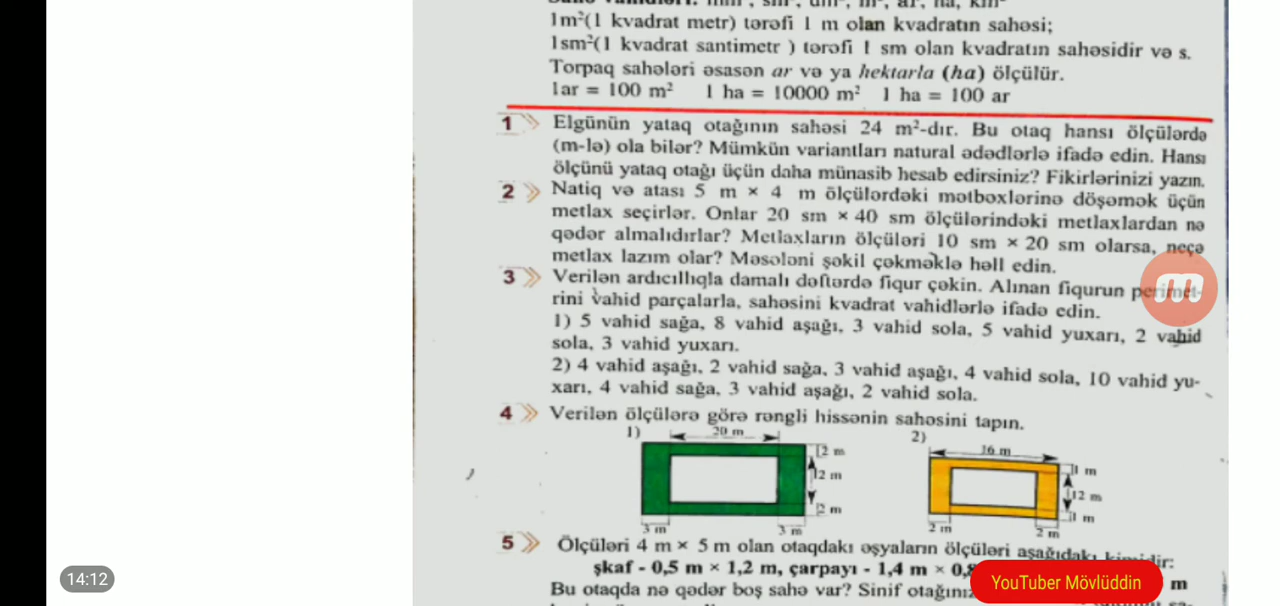 1m²(1 kvadrat metr) tərəfi 1 m olan kvadratın sahəsi;
1sm²(1 kvadrat santimetr ) tərəfi 1 sm olan kvadratın sahəsidir və s.
Torpaq sahələri əsasən ar və ya hektarla (ha) ölçülür.
1ar = 100 m² 1 ha = 10000 m² 1 ha = 100 ar
1 Elgünün yataq otağının sahəsi 24 m²-dır. Bu otaq hansı ölçülərdə
(m-lə) ola bilər? Mümkün variantları natural ədədlərlə ifadə edin. Hansı
ölçünü yataq otağı üçün daha münasib hesab edirsiniz? Fikirlərinizi yazın.
2 Natiq və atası 5 m × 4 m ölçülərdəki mətbəxlərinə döşəmək üçün
metlax seçirlər. Onlar 20 sm × 40 sm ölçülərindəki metlaxlardan nə
qədər almalıdırlar? Metlaxların ölçüləri 10 sm × 20 sm olarsa, neçə
metlax lazım olar? Məsələni şəkil çəkməklə həll edin.
3 Verilən ardıcıllıqla damalı dəftərdə fiqur çəkin. Alınan fiqurun perimet-
rini vahid parçalarla, sahəsini kvadrat vahidlərlə ifadə edin.
1) 5 vahid sağa, 8 vahid aşağı, 3 vahid sola, 5 vahid yuxarı, 2 vahid
sola, 3 vahid yuxarı.
2) 4 vahid aşağı, 2 vahid sağa, 3 vahid aşağı, 4 vahid sola, 10 vahid yu-
xarı, 4 vahid sağa, 3 vahid aşağı, 2 vahid sola.
4 Verilən ölçülərə görə rəngli hissənin sahəsini tapın.
1) 20 m
2 m
12 m
2 m
3 m 3 m
2) 16 m
1 m
12 m
1 m
2 m 2 m
5 Ölçüləri 4 m × 5 m olan otaqdakı əşyaların ölçüləri aşağıdakı kimidir:
şkaf - 0,5 m × 1,2 m, çarpayı - 1,4 m × 0,8 m
Bu otaqda nə qədər boş sahə var? Sinif
14:12
YouTuber Mövlüddin